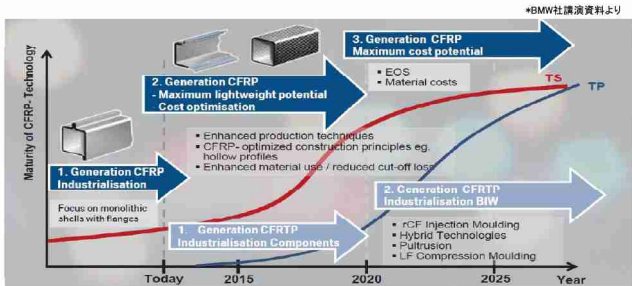 *BMW社講演資料より
3. Generation CFRP
Maximum cost potential
▪ EOS
▪ Material costs
TS
TP
2. Generation CFRP
- Maximum lightweight potential
Cost optimisation
▪ Enhanced production techniques
▪ CFRP- optimized construction principles eg.
hollow profiles
▪ Enhanced material use / reduced cut-off loss
1. Generation CFRP
Industrialisation
Focus on monolithic
shells with flanges
2. Generation CFRTP
Industrialisation BIW
▪ rCF Injection Moulding
▪ Hybrid Technologies
▪ Pultrusion
▪ LF Compression Moulding
1. Generation CFRTP
Industrialisation Components
Maturity of CFRP- Technology
Today
2015
2020
2025
Year